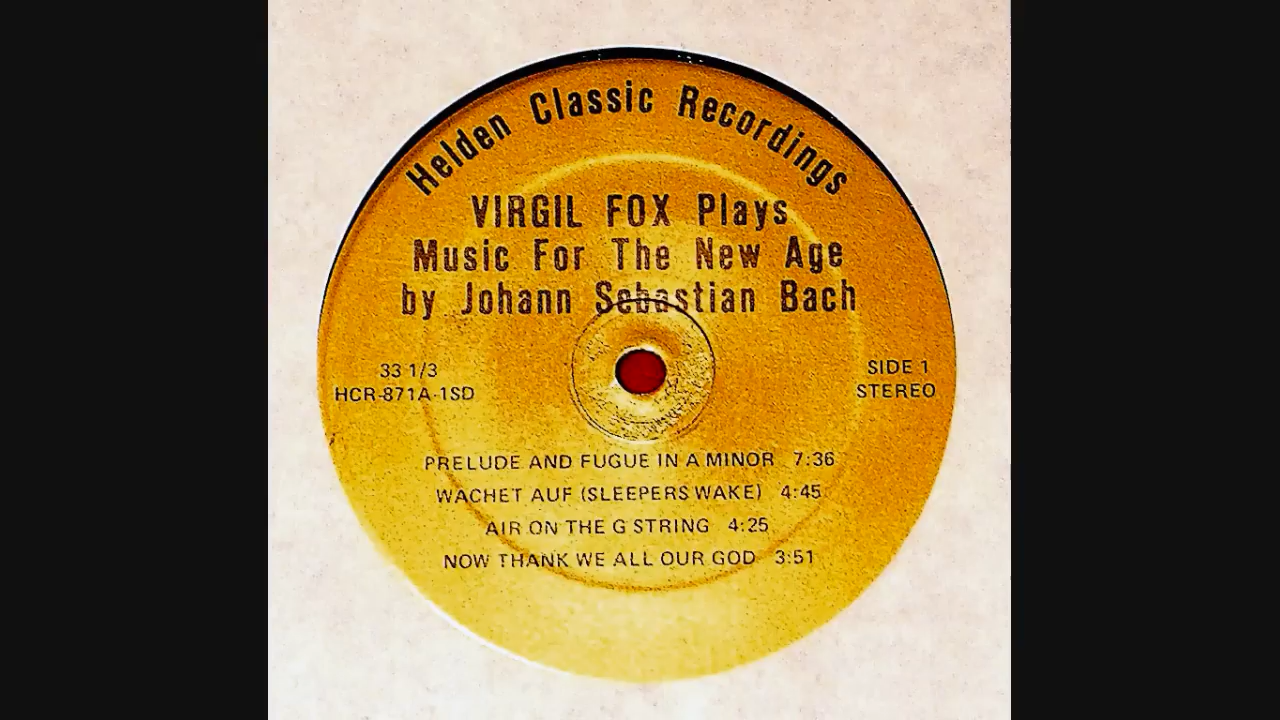 Helden Classic Recordings
VIRGIL FOX Plays
Music For The New Age
by Johann Sebastian Bach
33 1/3
HCR-871A-1SD
SIDE 1
STEREO
PRELUDE AND FUGUE IN A MINOR 7:36
WACHET AUF (SLEEPERS WAKE) 4:45
AIR ON THE G STRING 4:25
NOW THANK WE ALL OUR GOD 3:51